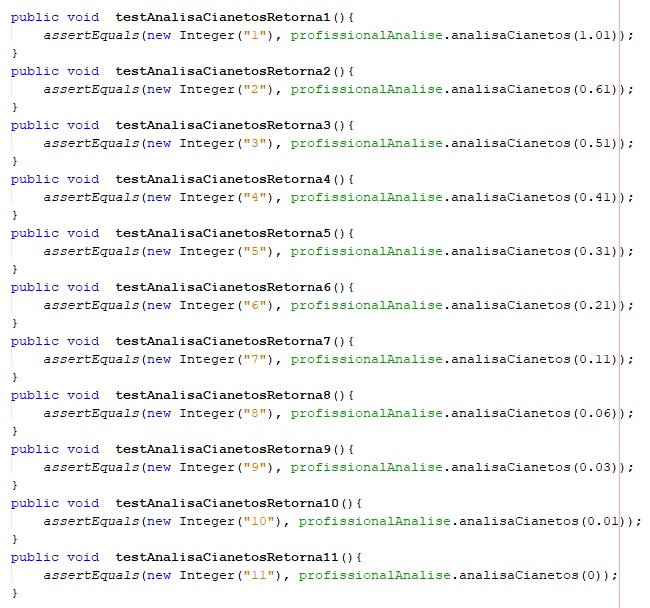 public void  testAnalisaCianetosRetorna1(){
    assertEquals(new Integer("1"), profissionalAnalise.analisaCianetos(1.01));
}
public void  testAnalisaCianetosRetorna2(){
    assertEquals(new Integer("2"), profissionalAnalise.analisaCianetos(0.61));
}
public void  testAnalisaCianetosRetorna3(){
    assertEquals(new Integer("3"), profissionalAnalise.analisaCianetos(0.51));
}
public void  testAnalisaCianetosRetorna4(){
    assertEquals(new Integer("4"), profissionalAnalise.analisaCianetos(0.41));
}
public void  testAnalisaCianetosRetorna5(){
    assertEquals(new Integer("5"), profissionalAnalise.analisaCianetos(0.31));
}
public void  testAnalisaCianetosRetorna6(){
    assertEquals(new Integer("6"), profissionalAnalise.analisaCianetos(0.21));
}
public void  testAnalisaCianetosRetorna7(){
    assertEquals(new Integer("7"), profissionalAnalise.analisaCianetos(0.11));
}
public void  testAnalisaCianetosRetorna8(){
    assertEquals(new Integer("8"), profissionalAnalise.analisaCianetos(0.06));
}
public void  testAnalisaCianetosRetorna9(){
    assertEquals(new Integer("9"), profissionalAnalise.analisaCianetos(0.03));
}
public void  testAnalisaCianetosRetorna10(){
    assertEquals(new Integer("10"), profissionalAnalise.analisaCianetos(0.01));
}
public void  testAnalisaCianetosRetorna11(){
    assertEquals(new Integer("11"), profissionalAnalise.analisaCianetos(0));
}